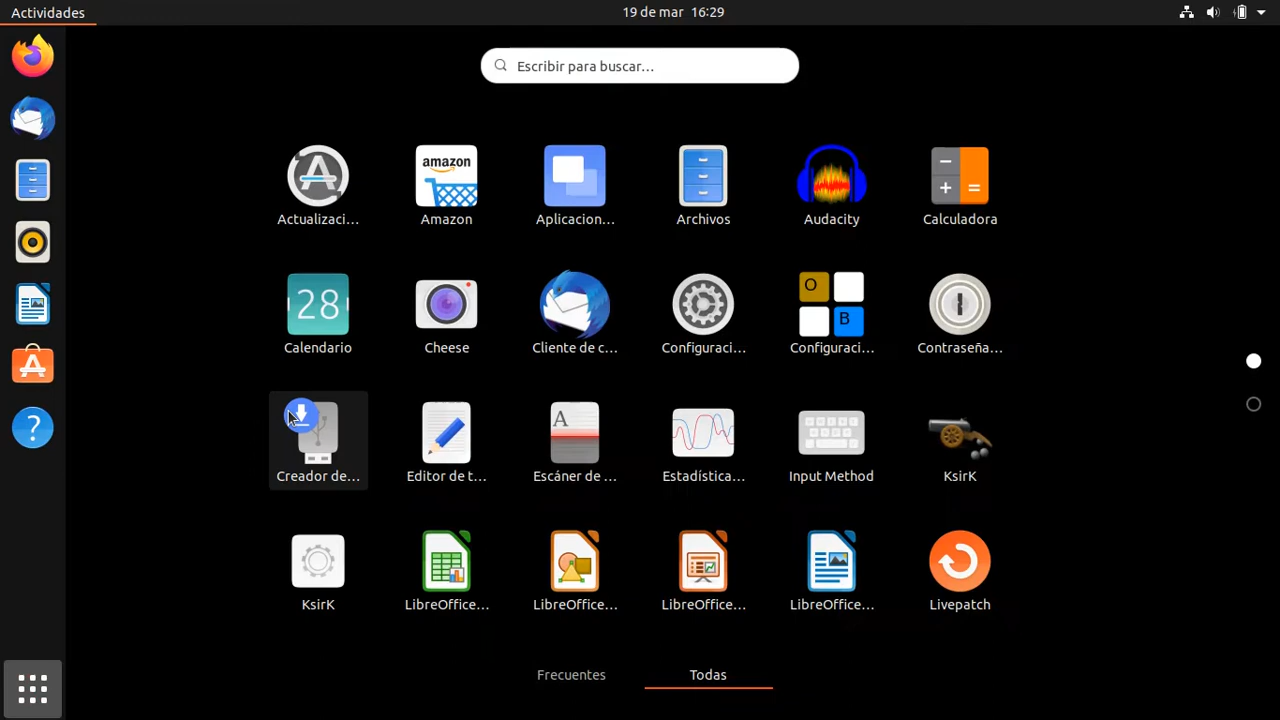 Actividades
19 de mar 16:29
Escribir para buscar...
Actualizaci...
amazon
Amazon
Aplicacion...
Archivos
Audacity
Calculadora
28
Calendario
Cheese
Cliente de c...
Configuraci...
O
B
Configuraci...
Contraseña...
Creador de...
Editor de t...
A
Escáner de ...
Estadística...
Input Method
KsirK
KsirK
LibreOffice...
LibreOffice...
LibreOffice...
LibreOffice...
Livepatch
Frecuentes
Todas